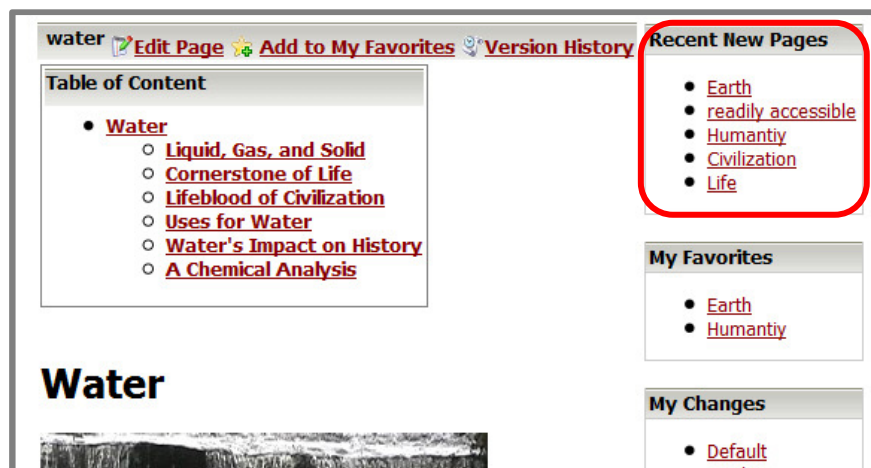 water Edit Page Add to My Favorites Version History
Table of Content
Water
Liquid, Gas, and Solid
Cornerstone of Life
Lifeblood of Civilization
Uses for Water
Water's Impact on History
A Chemical Analysis
Water
Recent New Pages
Earth
readily accessible
Humantiy
Civilization
Life
My Favorites
Earth
Humantiy
My Changes
Default